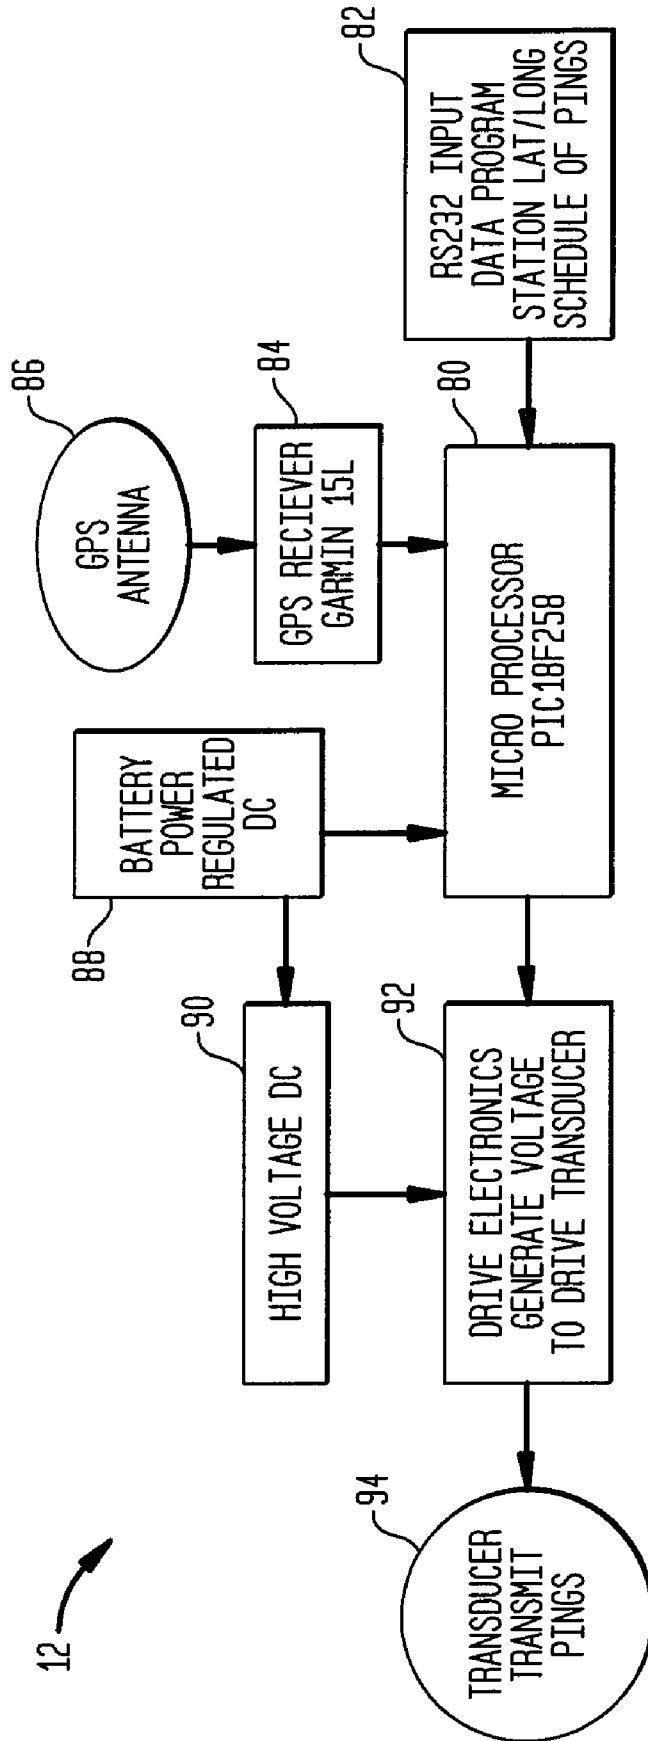 12
86
GPS
ANTENNA
84
GPS RECIEVER
GARMIN 15L
88
BATTERY
POWER
REGULATED
DC
90
HIGH VOLTAGE DC
82
RS232 INPUT
DATA PROGRAM
STATION LAT/LONG
SCHEDULE OF PINGS
80
MICRO PROCESSOR
PIC18F258
92
DRIVE ELECTRONICS
GENERATE VOLTAGE
TO DRIVE TRANSDUCER
94
TRANSDUCER
TRANSMIT
PINGS